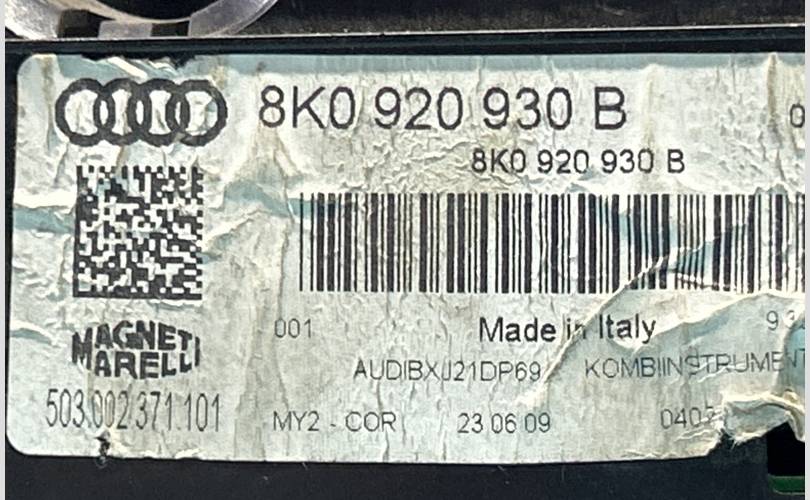 8K0 920 930 B
8K0 920 930 B
001 Made in Italy
MAGNETI
MARELLI
AUDIBXJ21DP69 KOMBIINSTRUMENT
503.002.371.101
MY2 - COR 23 06 09